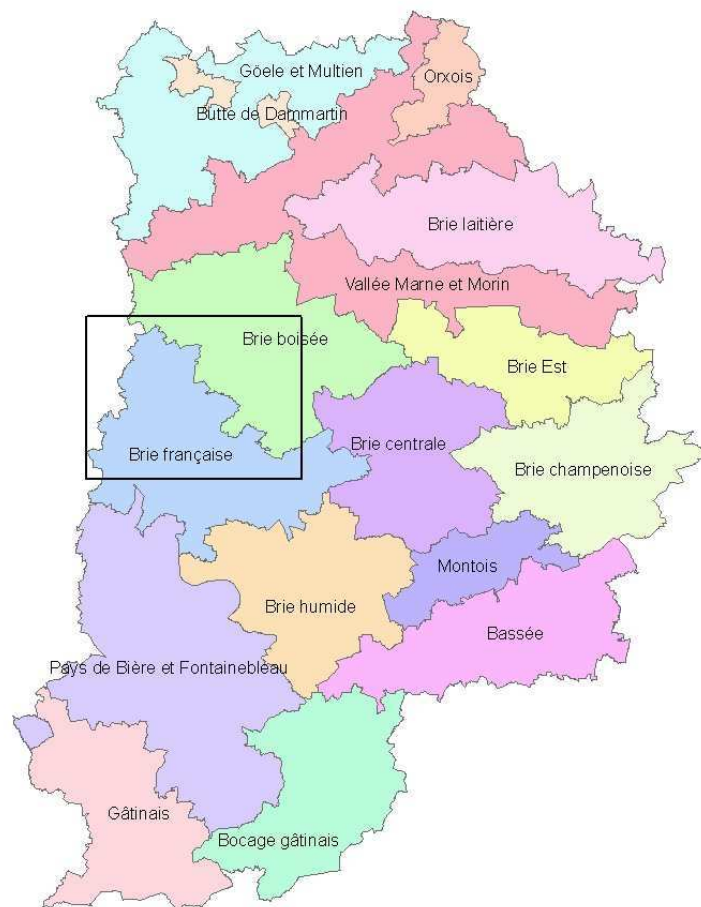 Göele et Multien
Orxois
Butte de Dammartin
Brie laitière
Vallée Marne et Morin
Brie boisée
Brie Est
Brie centrale
Brie française
Brie champenoise
Montois
Brie humide
Bassée
Pays de Bière et Fontainebleau
Gâtinais
Bocage gâtinais